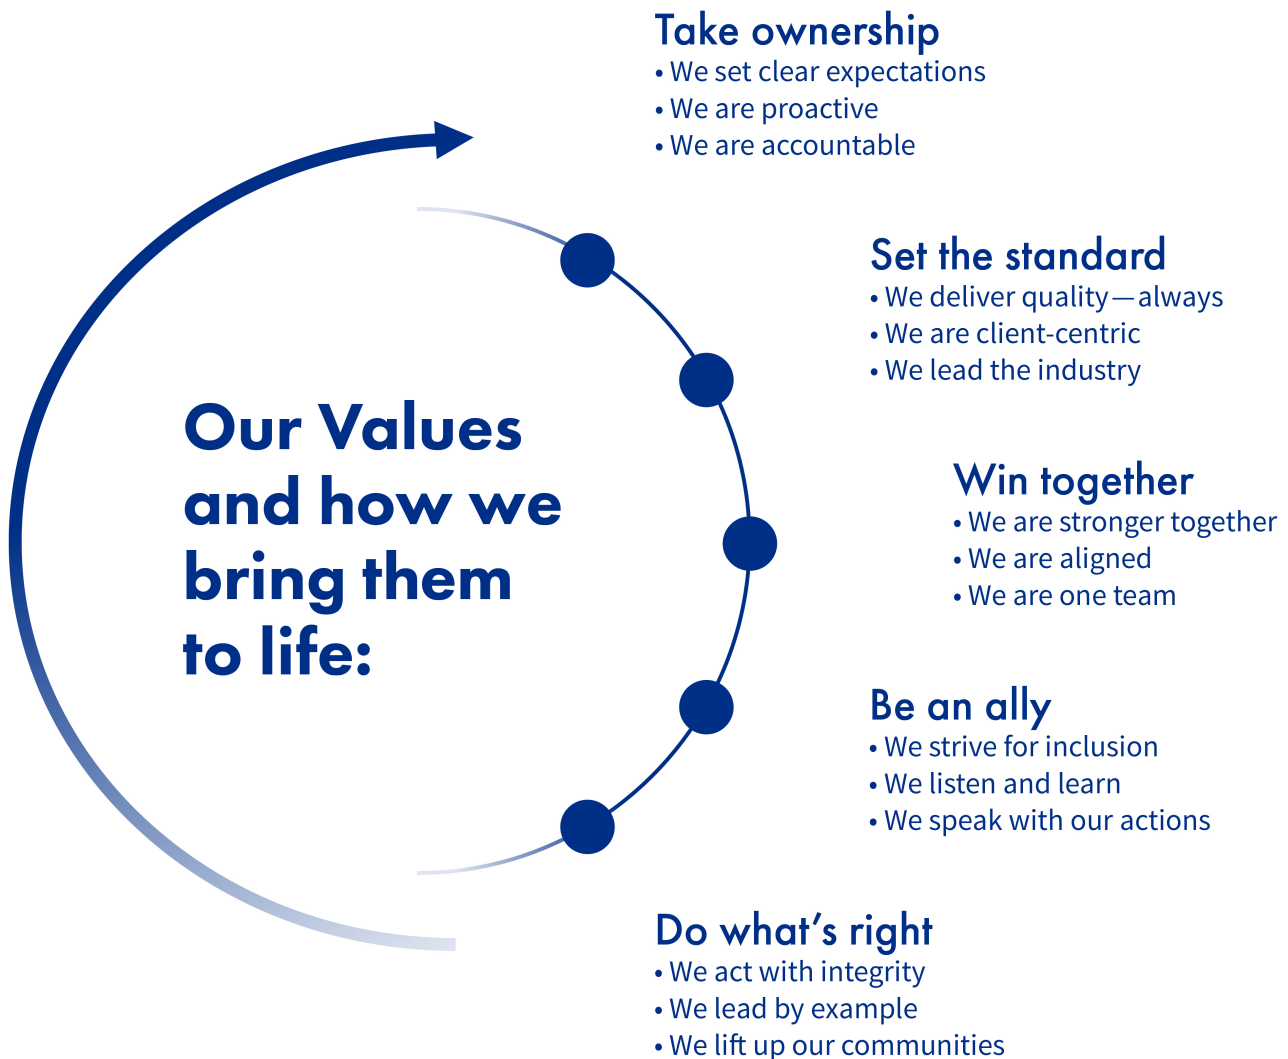 Our Values
and how we
bring them
to life:
Take ownership
• We set clear expectations
• We are proactive
• We are accountable
Set the standard
• We deliver quality—always
• We are client-centric
• We lead the industry
Win together
• We are stronger together
• We are aligned
• We are one team
Be an ally
• We strive for inclusion
• We listen and learn
• We speak with our actions
Do what’s right
• We act with integrity
• We lead by example
• We lift up our communities